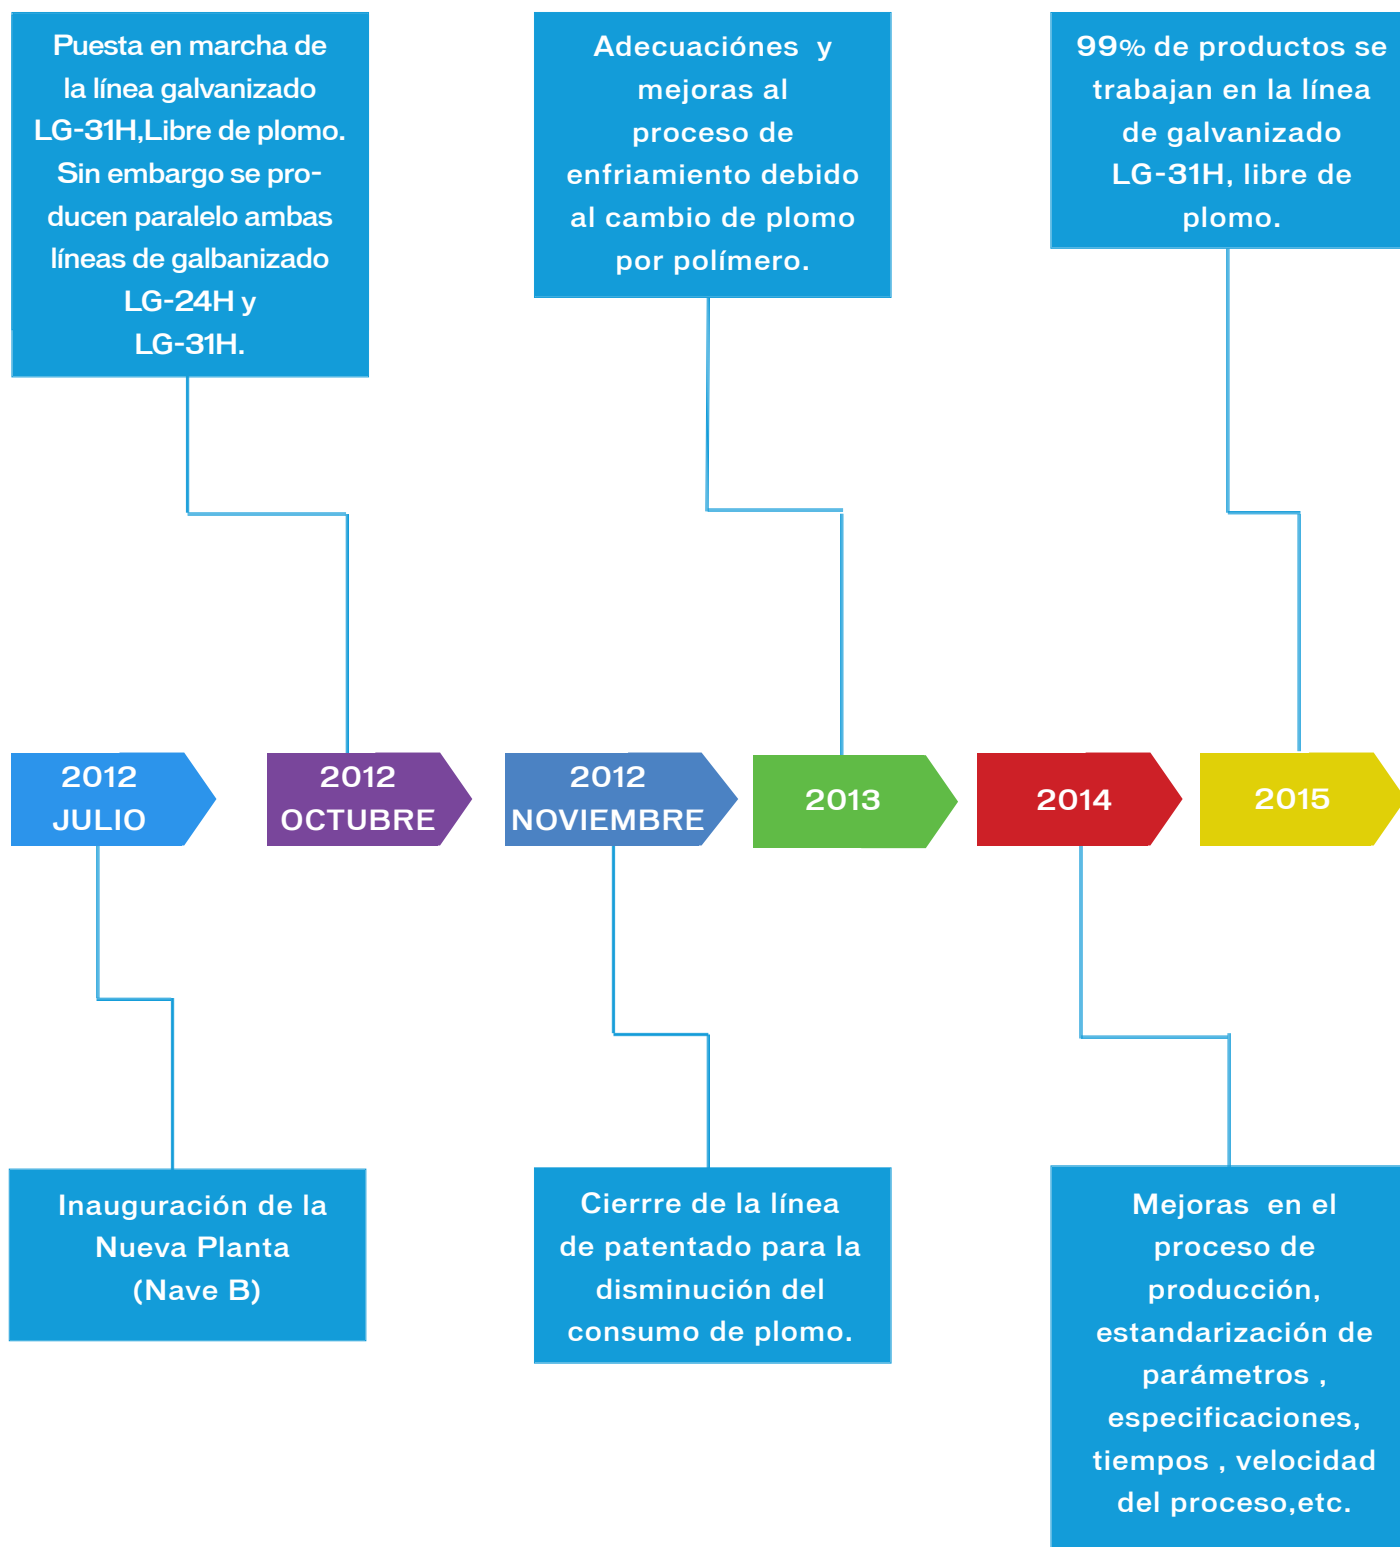 Puesta en marcha de
la línea galvanizado
LG-31H,Libre de plomo.
Sin embargo se pro-
ducen paralelo ambas
líneas de galbanizado
LG-24H y
LG-31H.
Adecuaciónes y
mejoras al
proceso de
enfriamiento debido
al cambio de plomo
por polímero.
99% de productos se
trabajan en la línea
de galvanizado
LG-31H, libre de
plomo.
2012
JULIO
2012
OCTUBRE
2012
NOVIEMBRE
2013
2014
2015
Inauguración de la
Nueva Planta
(Nave B)
Cierrre de la línea
de patentado para la
disminución del
consumo de plomo.
Mejoras en el
proceso de
producción,
estandarización de
parámetros ,
especificaciones,
tiempos , velocidad
del proceso,etc.